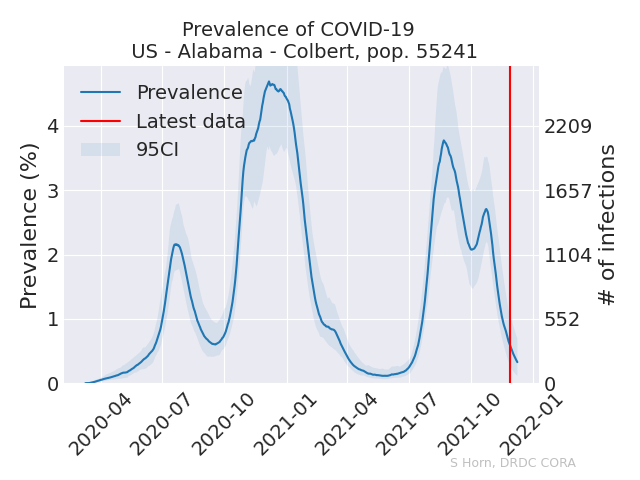 Prevalence of COVID-19
US - Alabama - Colbert, pop. 55241
Prevalence
Latest data
95CI
Prevalence (%)
4
3
2
1
0
2209
1657
1104
552
0
# of infections
2020-04
2020-07
2020-10
2021-01
2021-04
2021-07
2021-10
2022-01
S Horn, DRDC CORA